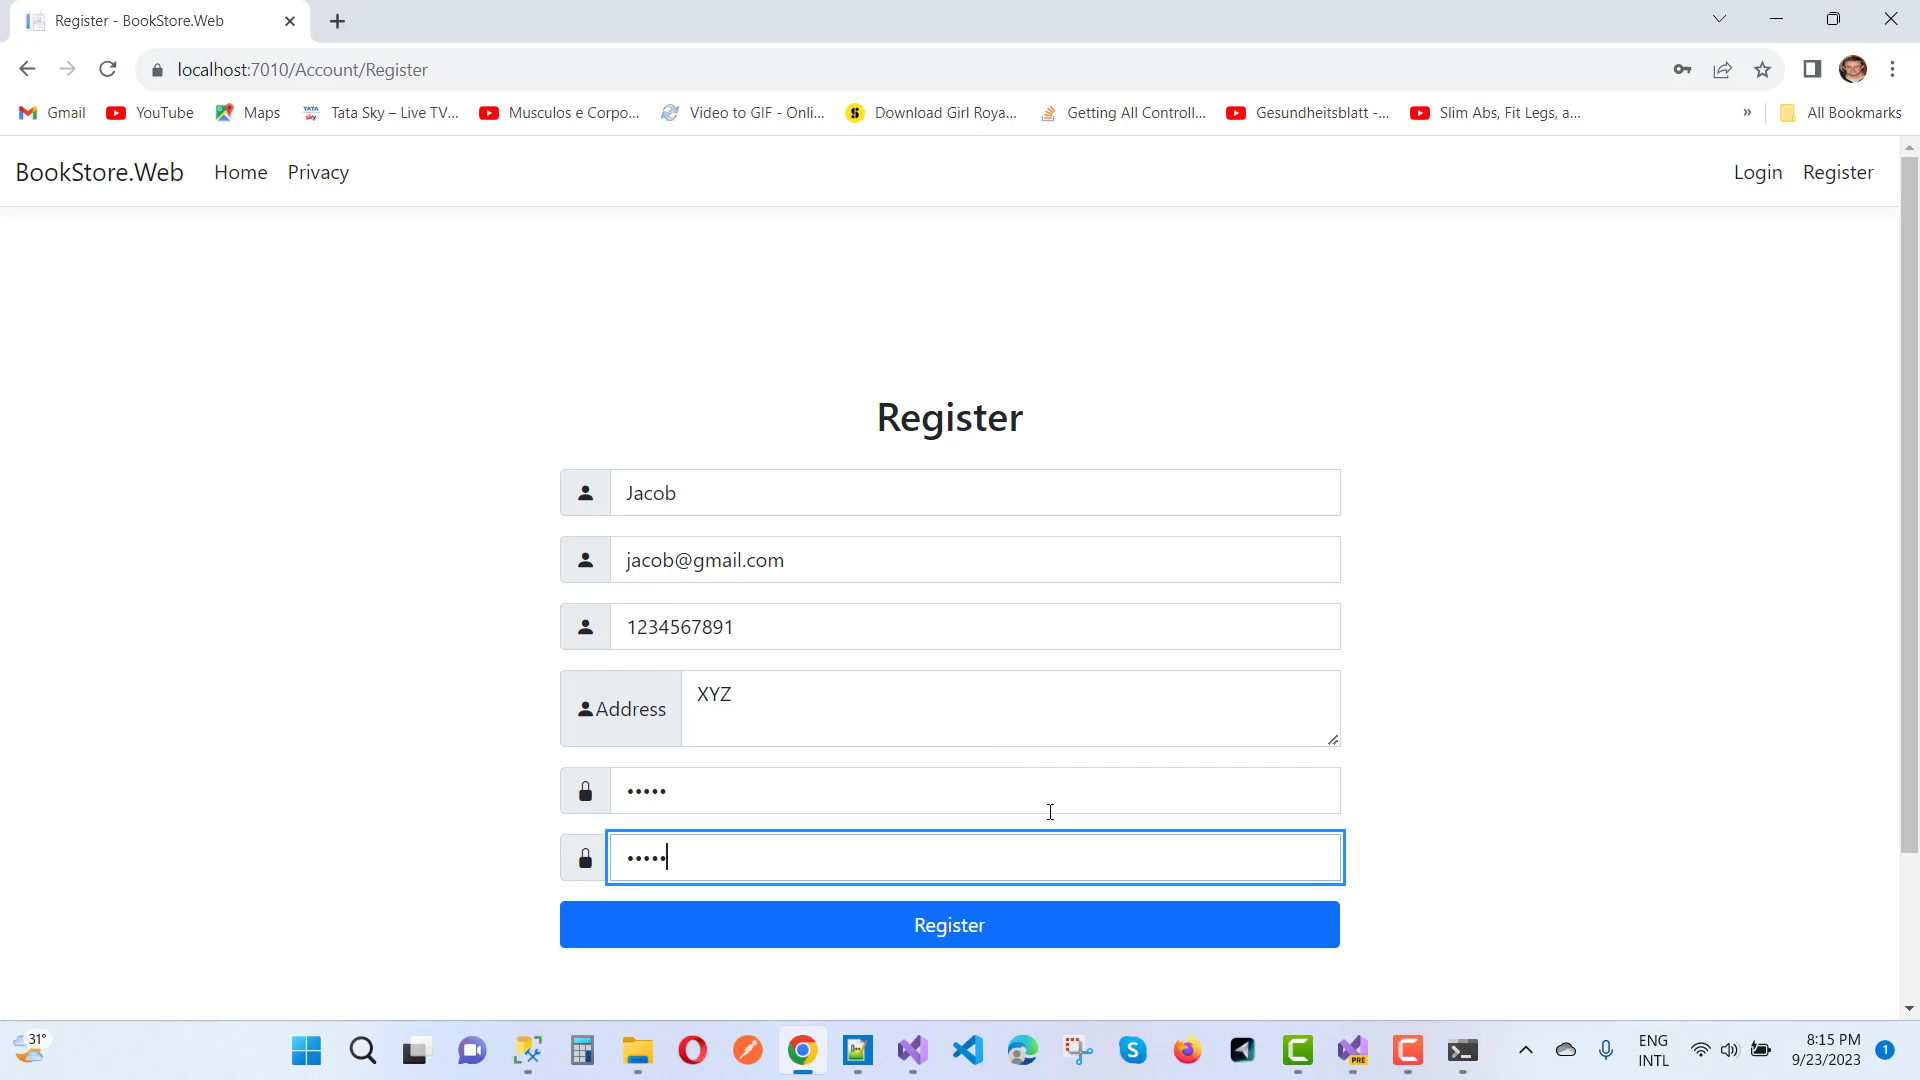 Register - BookStore.Web
localhost:7010/Account/Register
Gmail YouTube Maps Tata Sky – Live TV... Musculos e Corpo... Video to GIF - Onli... Download Girl Roya... Getting All Controll... Gesundheitsblatt -... Slim Abs, Fit Legs, a... » All Bookmarks
BookStore.Web Home Privacy Login Register
Register
Jacob
jacob@gmail.com
1234567891
Address XYZ
•••••
•••••
Register
31°
ENG
INTL
8:15 PM
9/23/2023
1